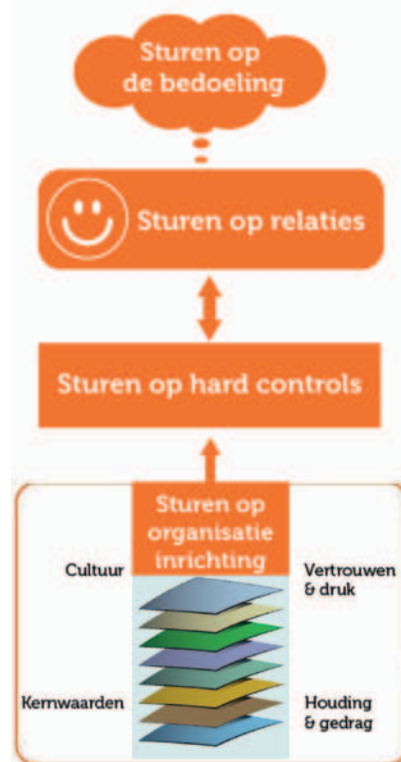 Sturen op
de bedoeling
Sturen op relaties
Sturen op hard controls
Sturen op
organisatie
inrichting
Cultuur
Vertrouwen
& druk
Kernwaarden
Houding
& gedrag